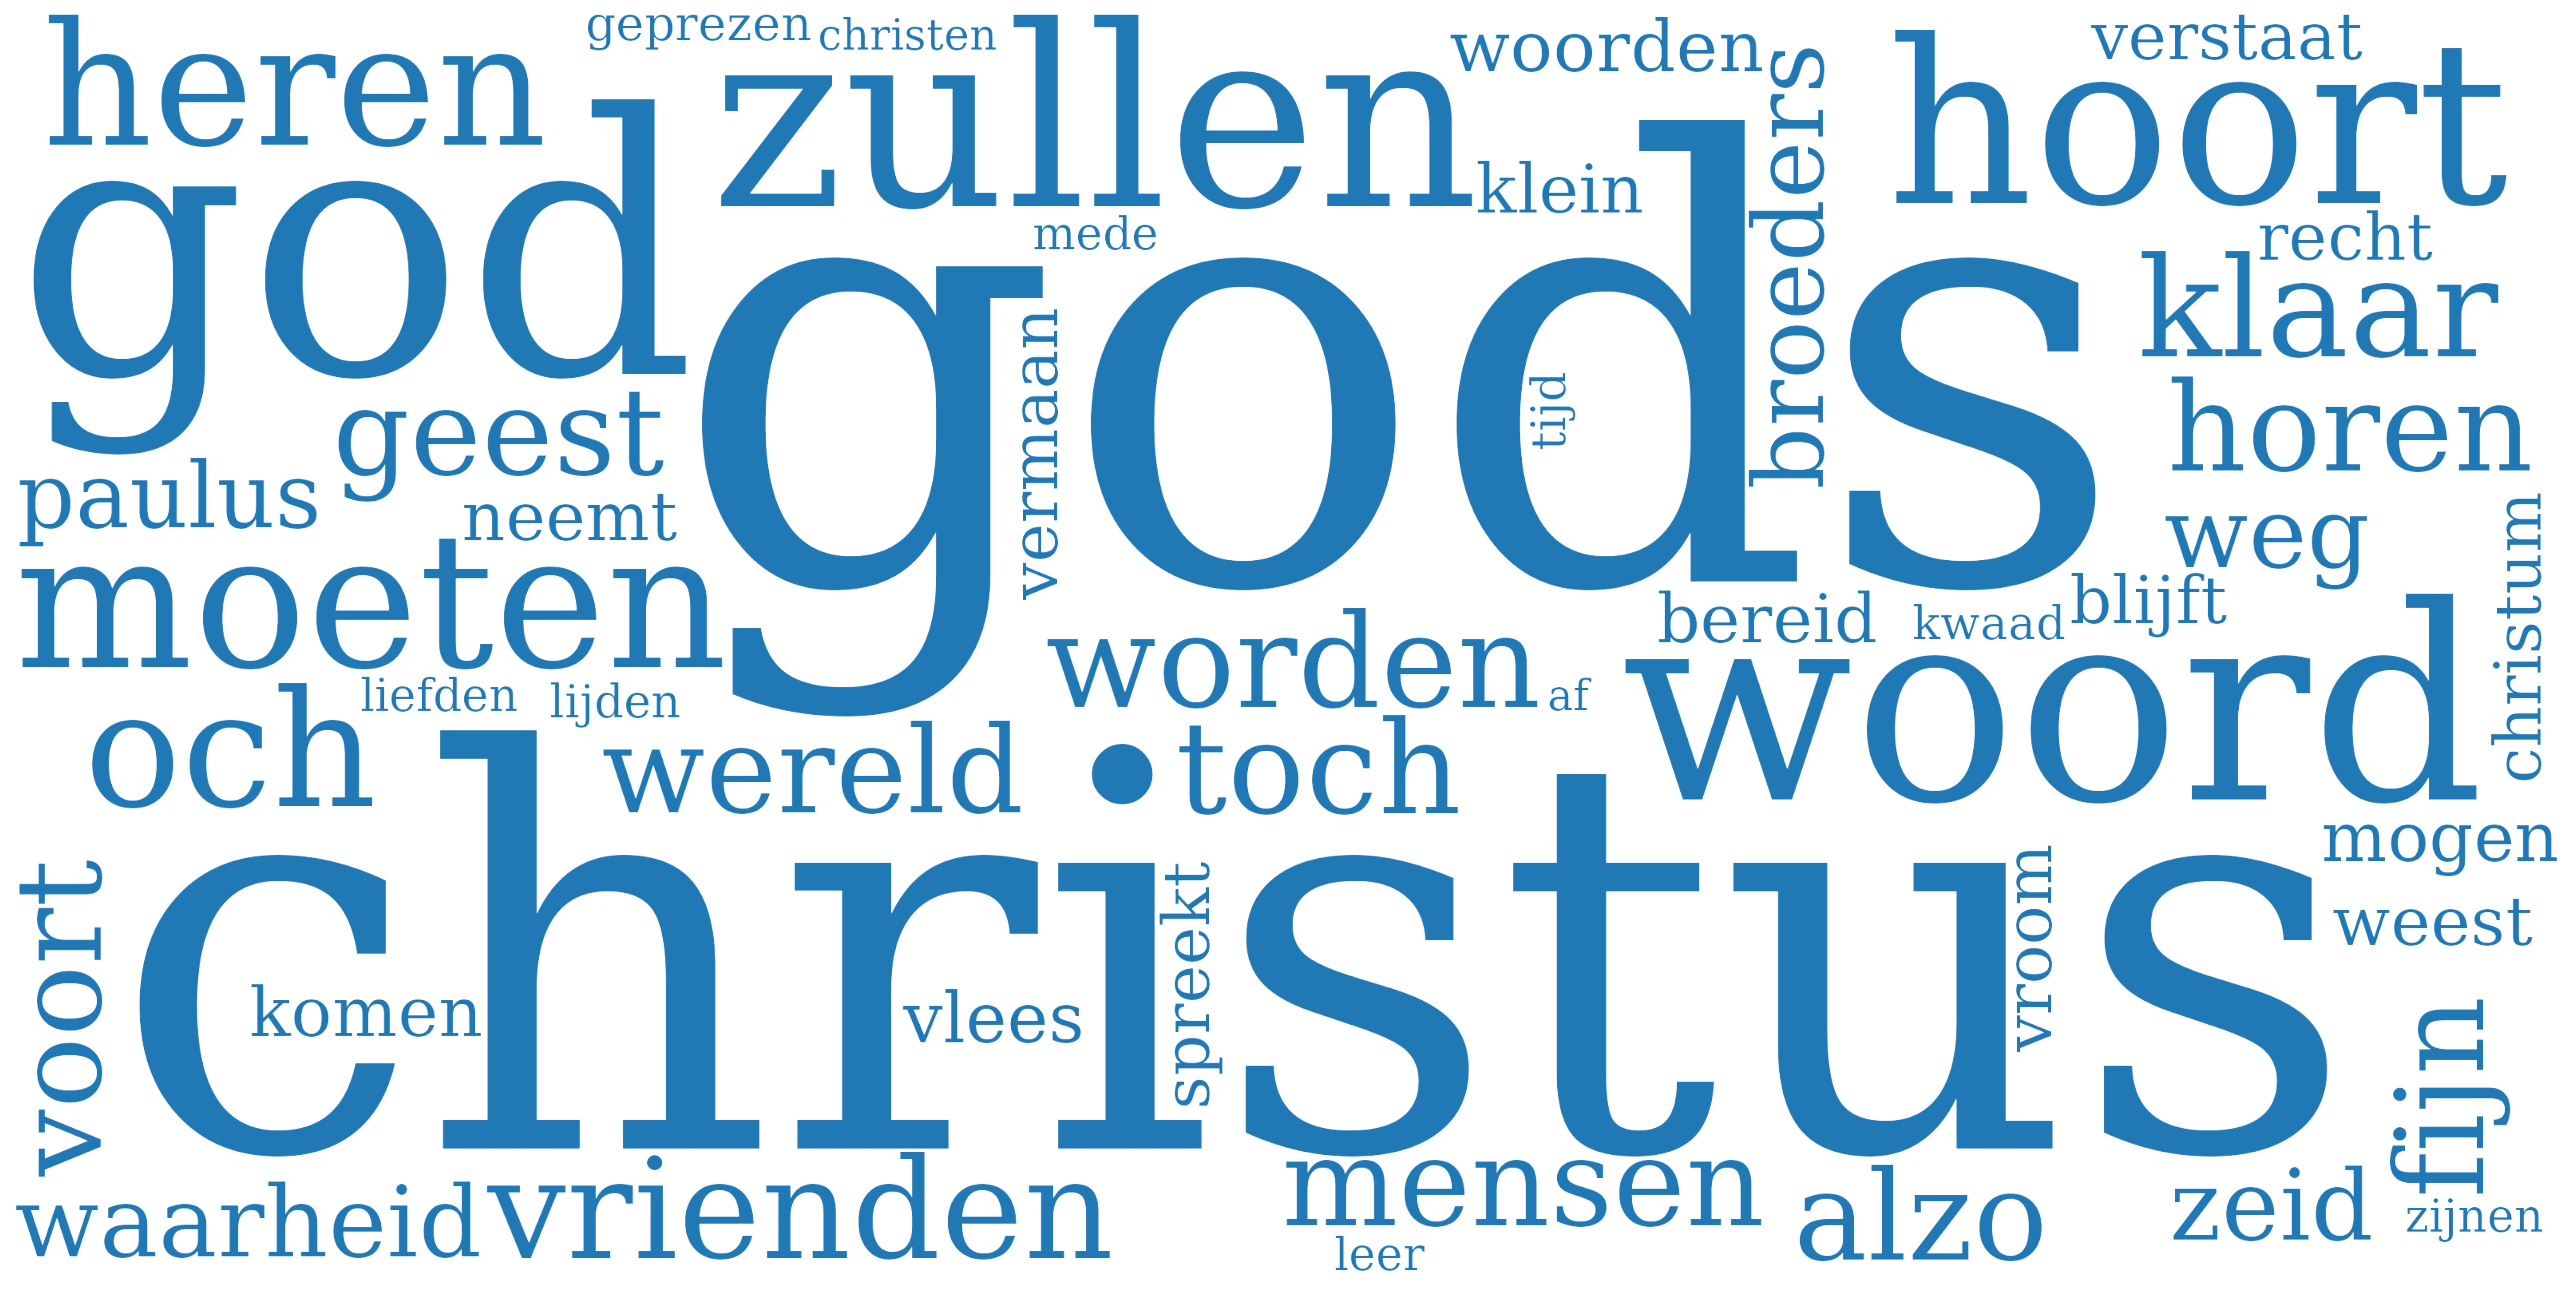 geprezen
christen
heren
zullen
woorden
verstaat
hoort
god
klein
broeders
mede
recht
gods
klaar
vermaan
tijd
geest
horen
paulus
neemt
weg
christum
moeten
bereid
kwaad
blijft
worden
woord
liefden
lijden
af
och
wereld
•
toch
mogen
voort
christus
spreekt
vroom
weest
komen
vlees
fijn
waarheid
vrienden
mensen
alzo
zeid
zijnen
leer